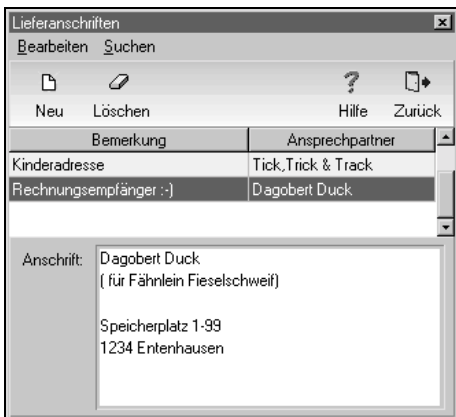 Lieferanschriften
Bearbeiten Suchen
Neu Löschen Hilfe Zurück
Bemerkung Ansprechpartner
Kinderadresse Tick,Trick & Track
Rechnungsempfänger :-) Dagobert Duck
Anschrift: Dagobert Duck
( für Fähnlein Fieselschweif)
Speicherplatz 1-99
1234 Entenhausen